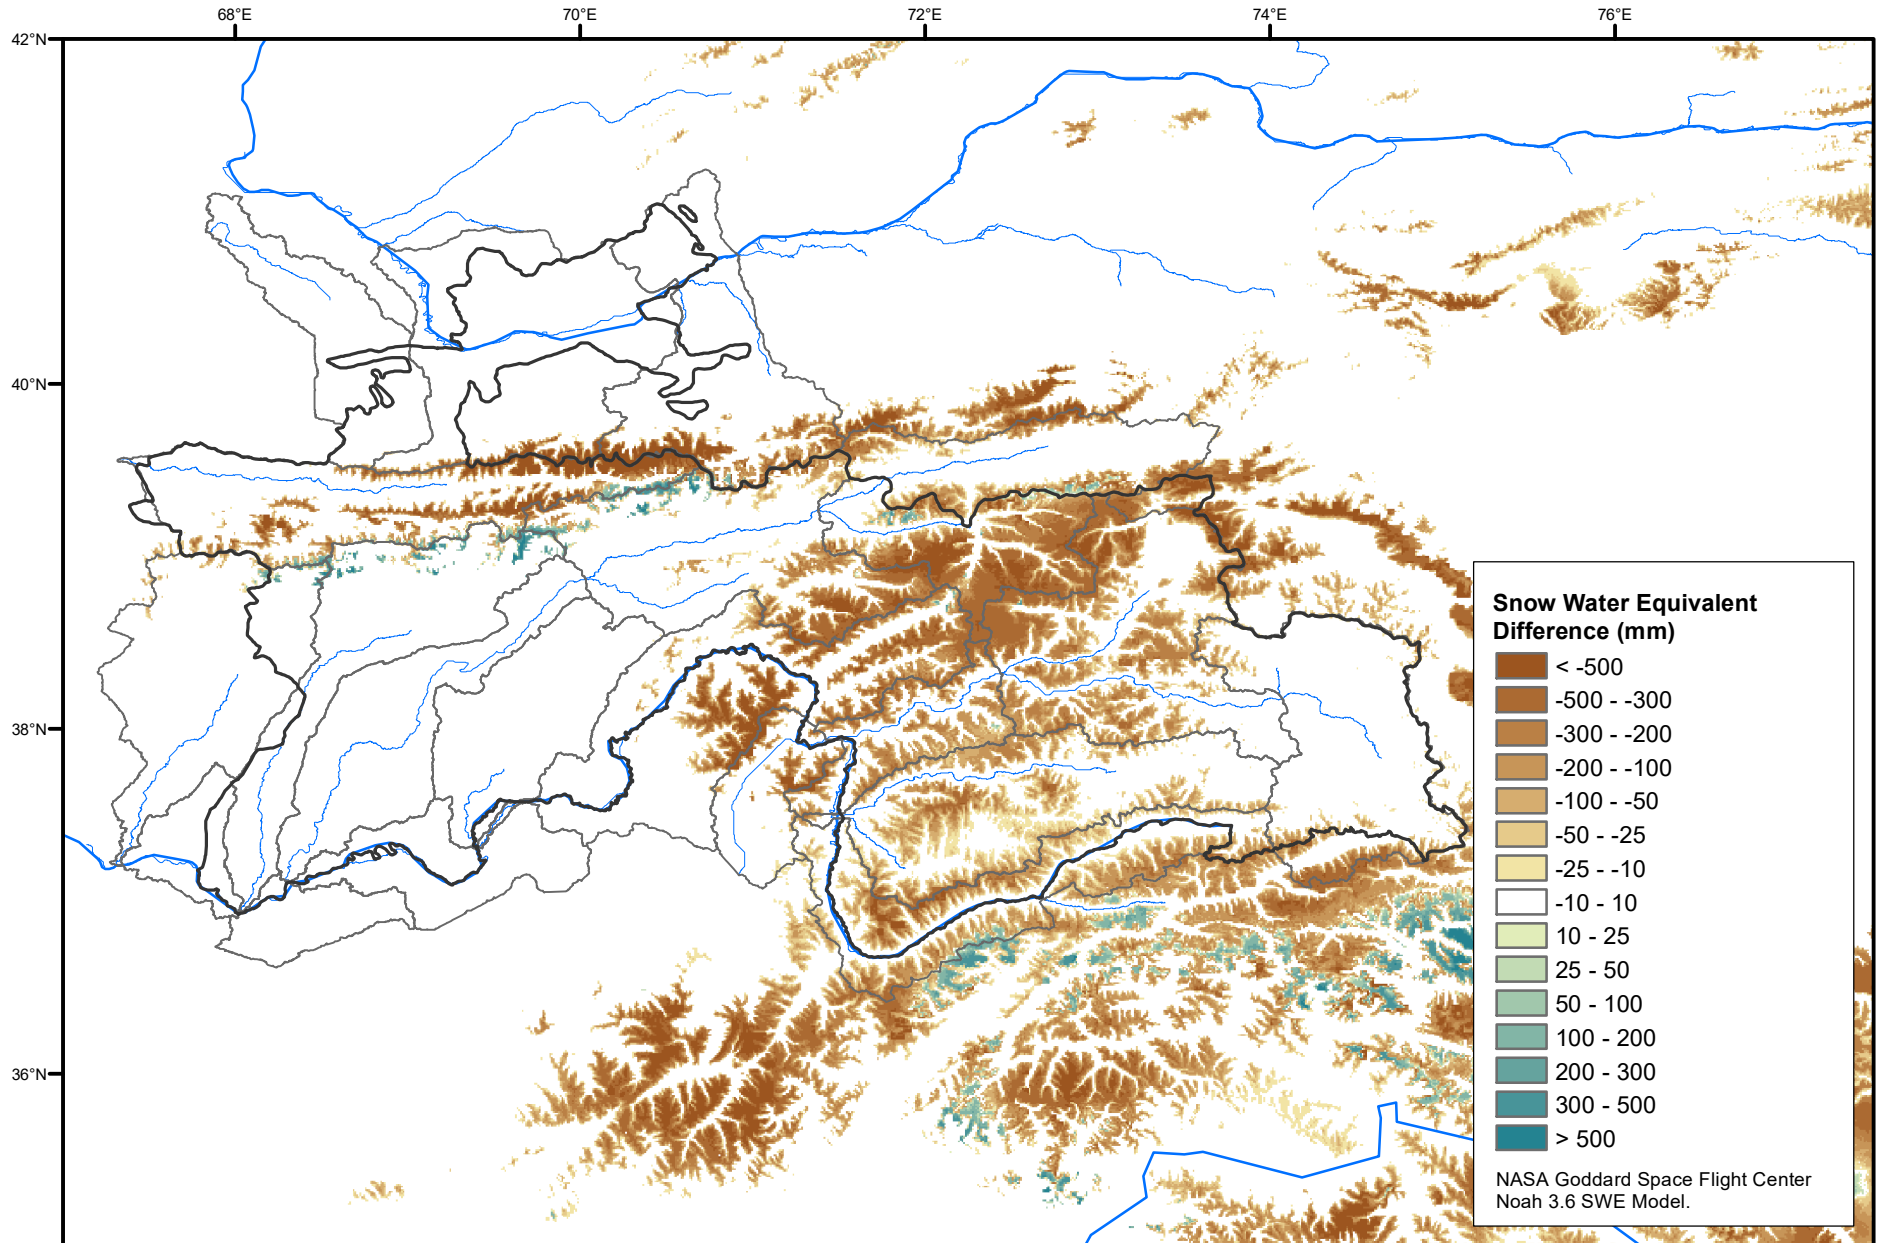 68°E
70°E
72°E
74°E
76°E
42°N
40°N
38°N
36°N
Snow Water Equivalent
Difference (mm)
< -500
-500 - -300
-300 - -200
-200 - -100
-100 - -50
-50 - -25
-25 - -10
-10 - 10
10 - 25
25 - 50
50 - 100
100 - 200
200 - 300
300 - 500
> 500
NASA Goddard Space Flight Center
Noah 3.6 SWE Model.